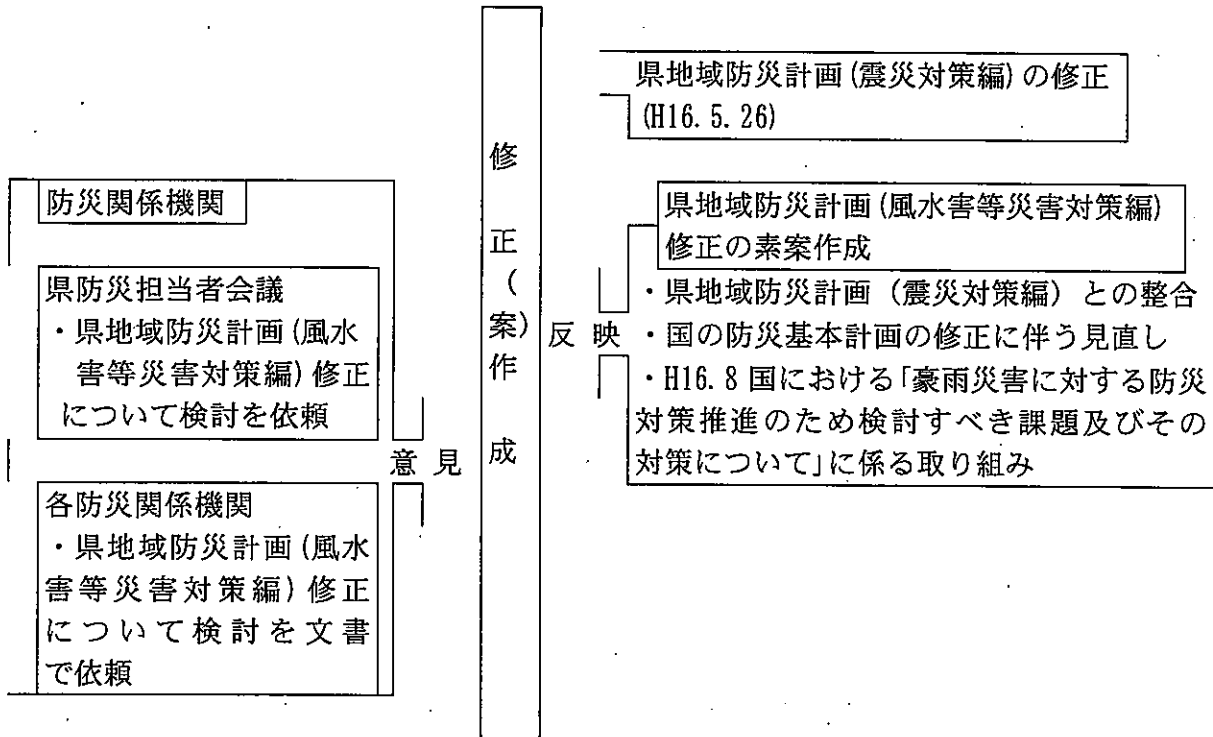 防災関係機関
県防災担当者会議
・県地域防災計画(風水
害等災害対策編)修正
について検討を依頼
各防災関係機関
・県地域防災計画(風水
害等災害対策編)修正
について検討を文書
で依頼
意見
修正(案)作成
反映
県地域防災計画(震災対策編)の修正
(H16.5.26)
県地域防災計画(風水害等災害対策編)
修正の素案作成
・県地域防災計画(震災対策編)との整合
・国の防災基本計画の修正に伴う見直し
・H16.8国における「豪雨災害に対する防災
対策推進のため検討すべき課題及びその
対策について」に係る取り組み